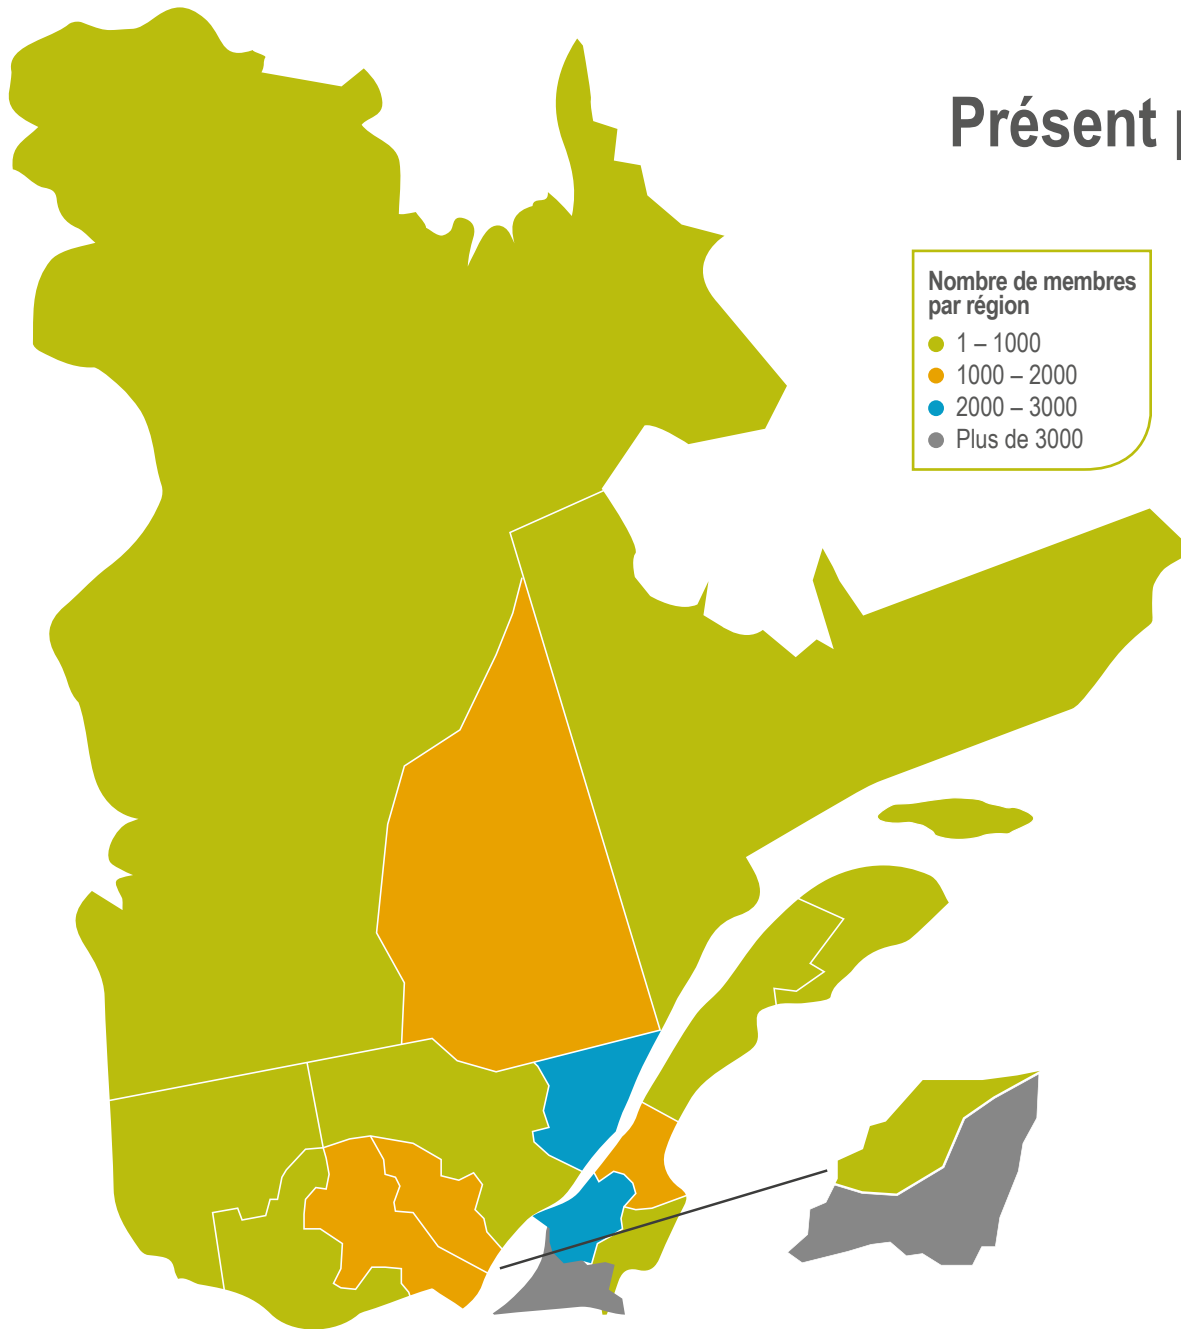 Présent
Nombre de membres
par région
1 – 1000
1000 – 2000
2000 – 3000
Plus de 3000